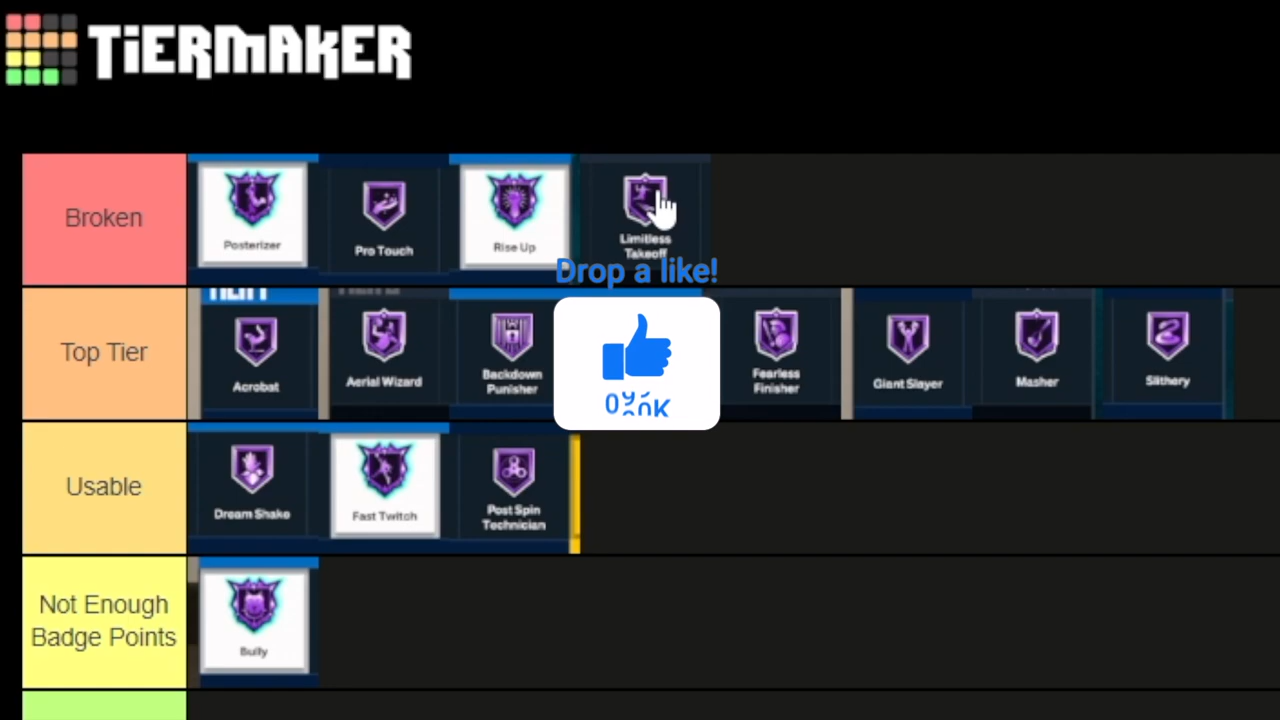 TiERMAKER
Broken
Posterizer
Pro Touch
Rise Up
Limitless
Takeoff
Drop a like!
Top Tier
Acrobat
Aerial Wizard
Backdown
Punisher
Fearless
Finisher
Giant Slayer
Masher
Slithery
Usable
Dream Shake
Fast Twitch
Post Spin
Technician
Not Enough
Badge Points
Bully